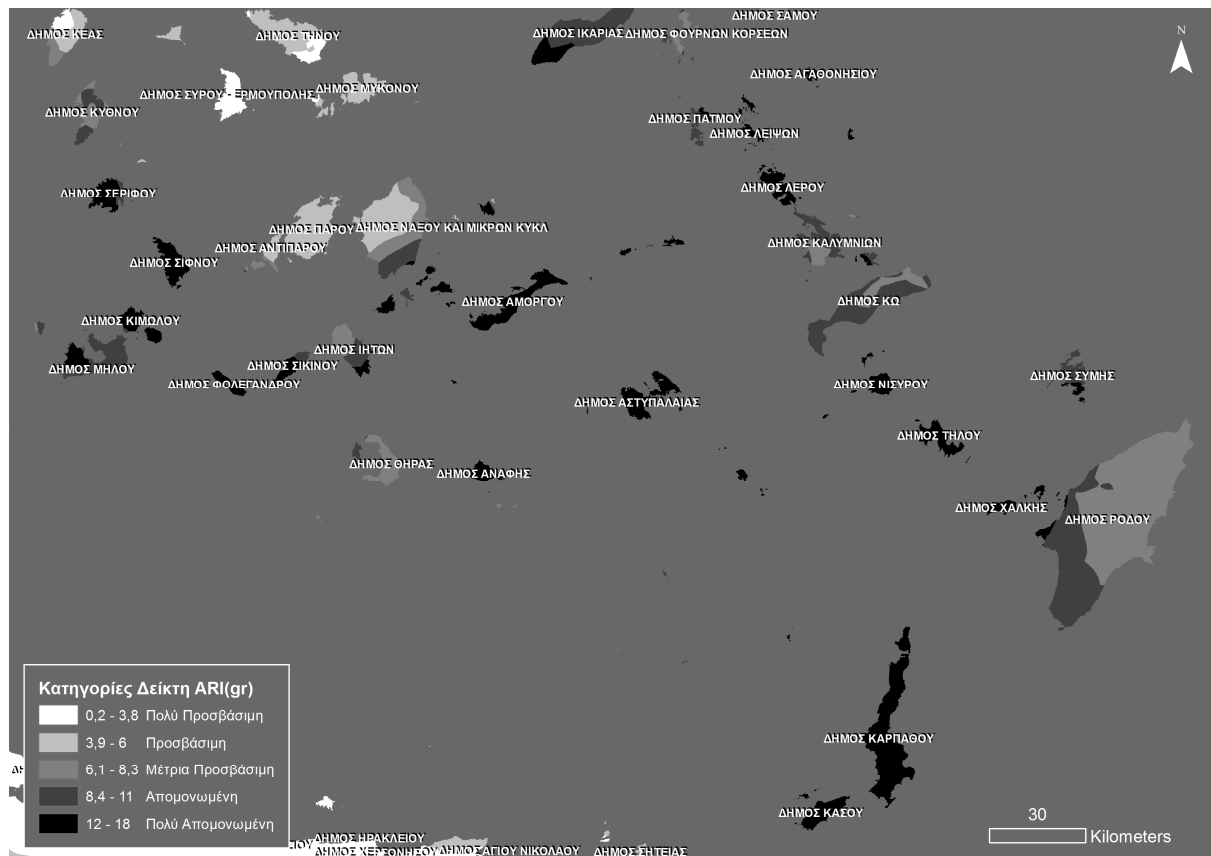 ΔΗΜΟΣ ΣΑΜΟΥ
ΔΗΜΟΣ ΚΕΑΣ
ΔΗΜΟΣ ΤΗΝΟΥ
ΔΗΜΟΣ ΙΚΑΡΙΑΣ
ΔΗΜΟΣ ΦΟΥΡΝΩΝ ΚΟΡΣΕΩΝ
N
ΔΗΜΟΣ ΑΓΑΘΟΝΗΣΙΟΥ
ΔΗΜΟΣ ΣΥΡΟΥ - ΕΡΜΟΥΠΟΛΗΣ
ΔΗΜΟΣ ΜΥΚΟΝΟΥ
ΔΗΜΟΣ ΚΥΘΝΟΥ
ΔΗΜΟΣ ΠΑΤΜΟΥ
ΔΗΜΟΣ ΛΕΙΨΩΝ
ΔΗΜΟΣ ΣΕΡΙΦΟΥ
ΔΗΜΟΣ ΛΕΡΟΥ
ΔΗΜΟΣ ΠΑΡΟΥ
ΔΗΜΟΣ ΝΑΞΟΥ ΚΑΙ ΜΙΚΡΩΝ ΚΥΚΛ
ΔΗΜΟΣ ΑΝΤΙΠΑΡΟΥ
ΔΗΜΟΣ ΚΑΛΥΜΝΙΩΝ
ΔΗΜΟΣ ΣΙΦΝΟΥ
ΔΗΜΟΣ ΑΜΟΡΓΟΥ
ΔΗΜΟΣ ΚΩ
ΔΗΜΟΣ ΚΙΜΩΛΟΥ
ΔΗΜΟΣ ΙΗΤΩΝ
ΔΗΜΟΣ ΣΙΚΙΝΟΥ
ΔΗΜΟΣ ΜΗΛΟΥ
ΔΗΜΟΣ ΦΟΛΕΓΑΝΔΡΟΥ
ΔΗΜΟΣ ΝΙΣΥΡΟΥ
ΔΗΜΟΣ ΣΥΜΗΣ
ΔΗΜΟΣ ΑΣΤΥΠΑΛΑΙΑΣ
ΔΗΜΟΣ ΤΗΛΟΥ
ΔΗΜΟΣ ΘΗΡΑΣ
ΔΗΜΟΣ ΑΝΑΦΗΣ
ΔΗΜΟΣ ΧΑΛΚΗΣ
ΔΗΜΟΣ ΡΟΔΟΥ
ΔΗΜΟΣ ΚΑΡΠΑΘΟΥ
ΔΗΜΟΣ ΚΑΣΟΥ
Κατηγορίες Δείκτη ARI(gr)
0,2 - 3,8 Πολύ Προσβάσιμη
3,9 - 6 Προσβάσιμη
6,1 - 8,3 Μέτρια Προσβάσιμη
8,4 - 11 Απομονωμένη
12 - 18 Πολύ Απομονωμένη
30
Kilometers
ΔΗΜΟΣ ΗΡΑΚΛΕΙΟΥ
ΔΗΜΟΣ ΧΕΡΣΟΝΗΣΟΥ
ΔΗΜΟΣ ΑΓΙΟΥ ΝΙΚΟΛΑΟΥ
ΔΗΜΟΣ ΣΗΤΕΙΑΣ